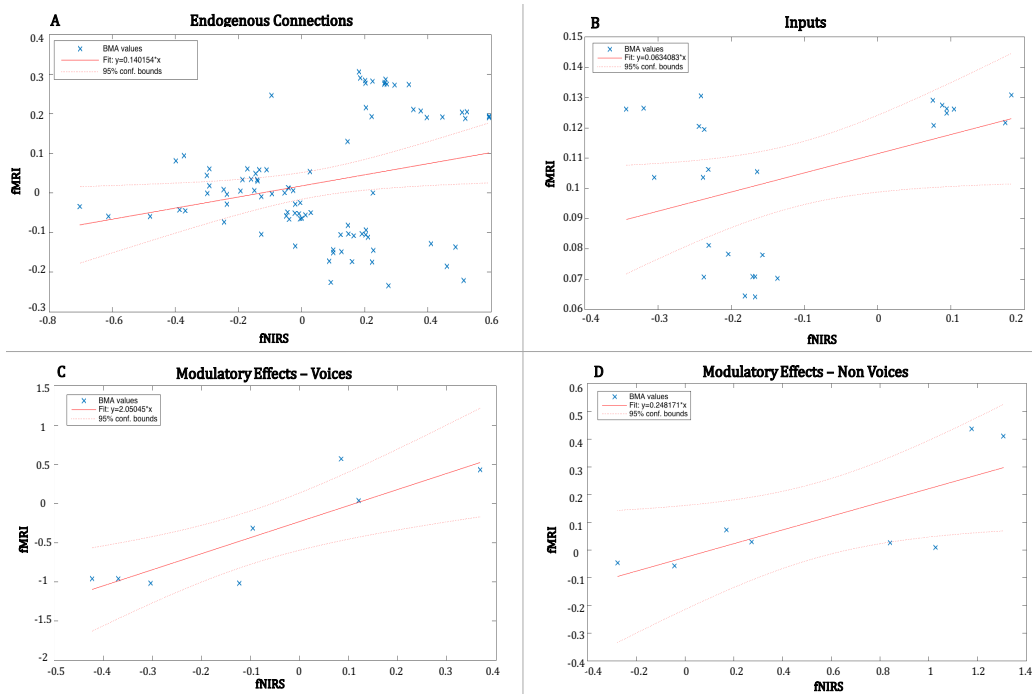 A
Endogenous Connections
0.4
0.3
0.2
0.1
0
-0.1
-0.2
-0.3
fMRI
BMA values
Fit: y=0.140154*x
95% conf. bounds
-0.8
-0.6
-0.4
-0.2
0
0.2
0.4
0.6
fNIRS
B
Inputs
0.15
0.14
0.13
0.12
0.11
0.1
0.09
0.08
0.07
0.06
fMRI
BMA values
Fit: y=0.0634083*x
95% conf. bounds
-0.4
-0.3
-0.2
-0.1
0
0.1
0.2
fNIRS
C
Modulatory Effects – Voices
1.5
1
0.5
0
-0.5
-1
-1.5
-2
fMRI
BMA values
Fit: y=2.05045*x
95% conf. bounds
-0.5
-0.4
-0.3
-0.2
-0.1
0
0.1
0.2
0.3
0.4
fNIRS
D
Modulatory Effects – Non Voices
0.6
0.5
0.4
0.3
0.2
0.1
0
-0.1
-0.2
-0.3
-0.4
fMRI
BMA values
Fit: y=0.248171*x
95% conf. bounds
-0.4
-0.2
0
0.2
0.4
0.6
0.8
1
1.2
1.4
fNIRS